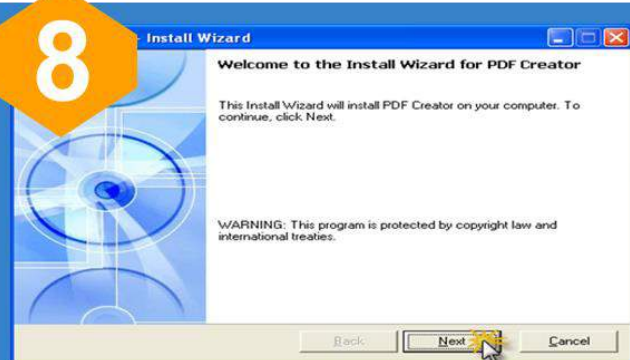 8
- Install Wizard
Welcome to the Install Wizard for PDF Creator
This Install Wizard will install PDF Creator on your computer. To
continue, click Next.
WARNING: This program is protected by copyright law and
international treaties.
Back
Next
Cancel